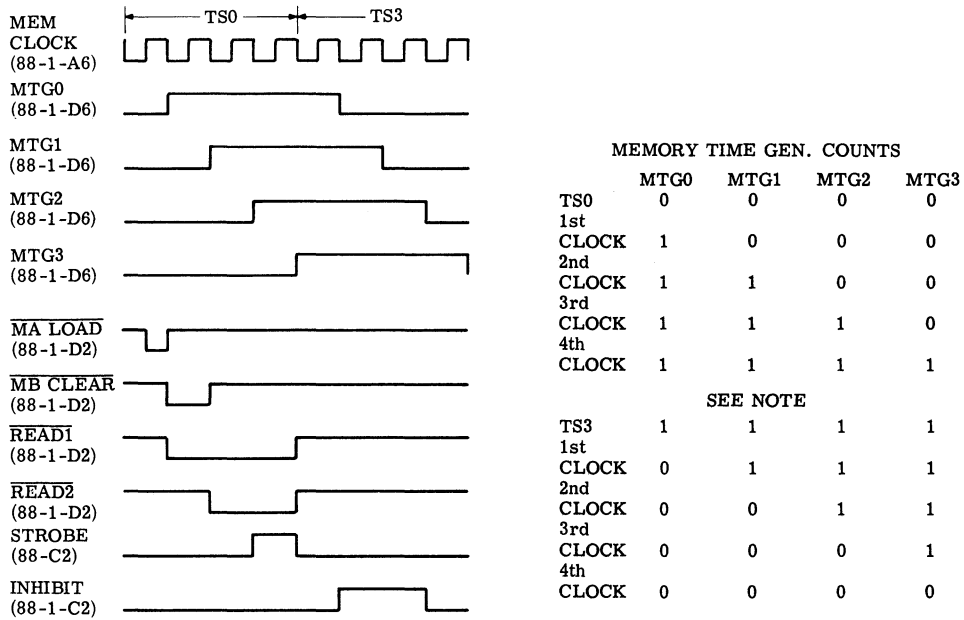 TS0 TS3
MEM
CLOCK
(88-1-A6)
MTG0
(88-1-D6)
MTG1
(88-1-D6)
MTG2
(88-1-D6)
MTG3
(88-1-D6)
MA LOAD
(88-1-D2)
MB CLEAR
(88-1-D2)
READ1
(88-1-D2)
READ2
(88-1-D2)
STROBE
(88-C2)
INHIBIT
(88-1-C2)
MEMORY TIME GEN. COUNTS
MTG0 MTG1 MTG2 MTG3
TS0 0 0 0 0
1st
CLOCK 1 0 0 0
2nd
CLOCK 1 1 0 0
3rd
CLOCK 1 1 1 0
4th
CLOCK 1 1 1 1
SEE NOTE
TS3 1 1 1 1
1st
CLOCK 0 1 1 1
2nd
CLOCK 0 0 1 1
3rd
CLOCK 0 0 0 1
4th
CLOCK 0 0 0 0